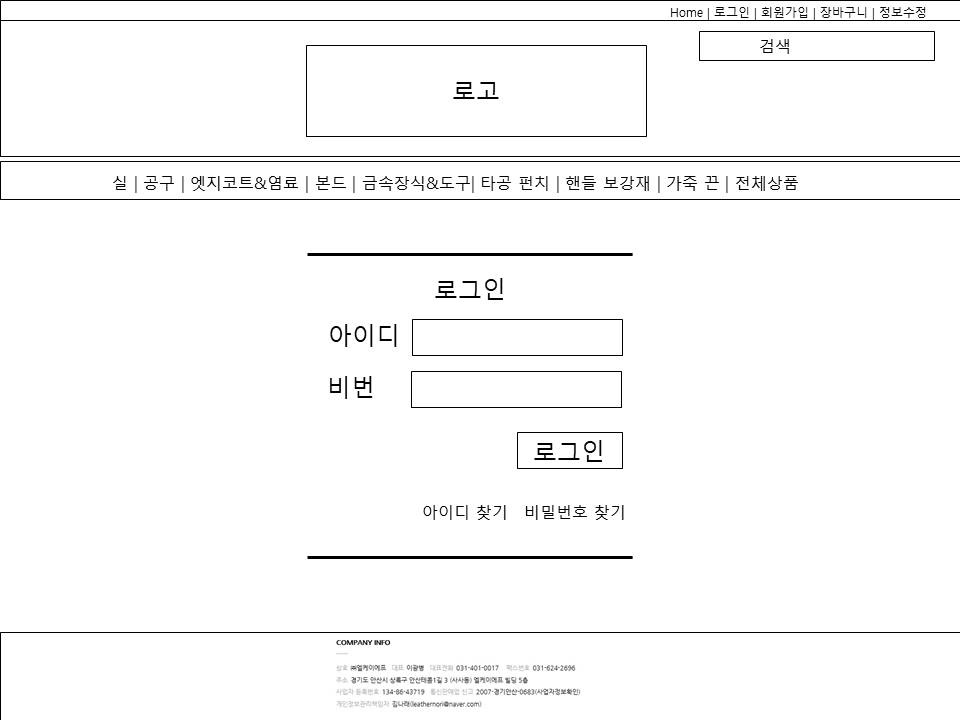 Home | 로그인 | 회원가입 | 장바구니 | 정보수정
검색
로고
실 | 공구 | 엣지코트&염료 | 본드 | 금속장식&도구| 타공 펀치 | 핸들 보강재 | 가죽 끈 | 전체상품
로그인
아이디
비번
로그인
아이디 찾기 비밀번호 찾기
COMPANY INFO
상호 ㈜엘케이에프 대표 이광병 대표전화 031-401-0017 팩스번호 031-624-2696
주소 경기도 안산시 상록구 안산테콤1길 3 (사사동) 엘케이에프 빌딩 5층
사업자 등록번호 134-86-43719 통신판매업 신고 2007-경기안산-0683(사업자정보확인)
개인정보관리책임자 김나래(leathernori@naver.com)